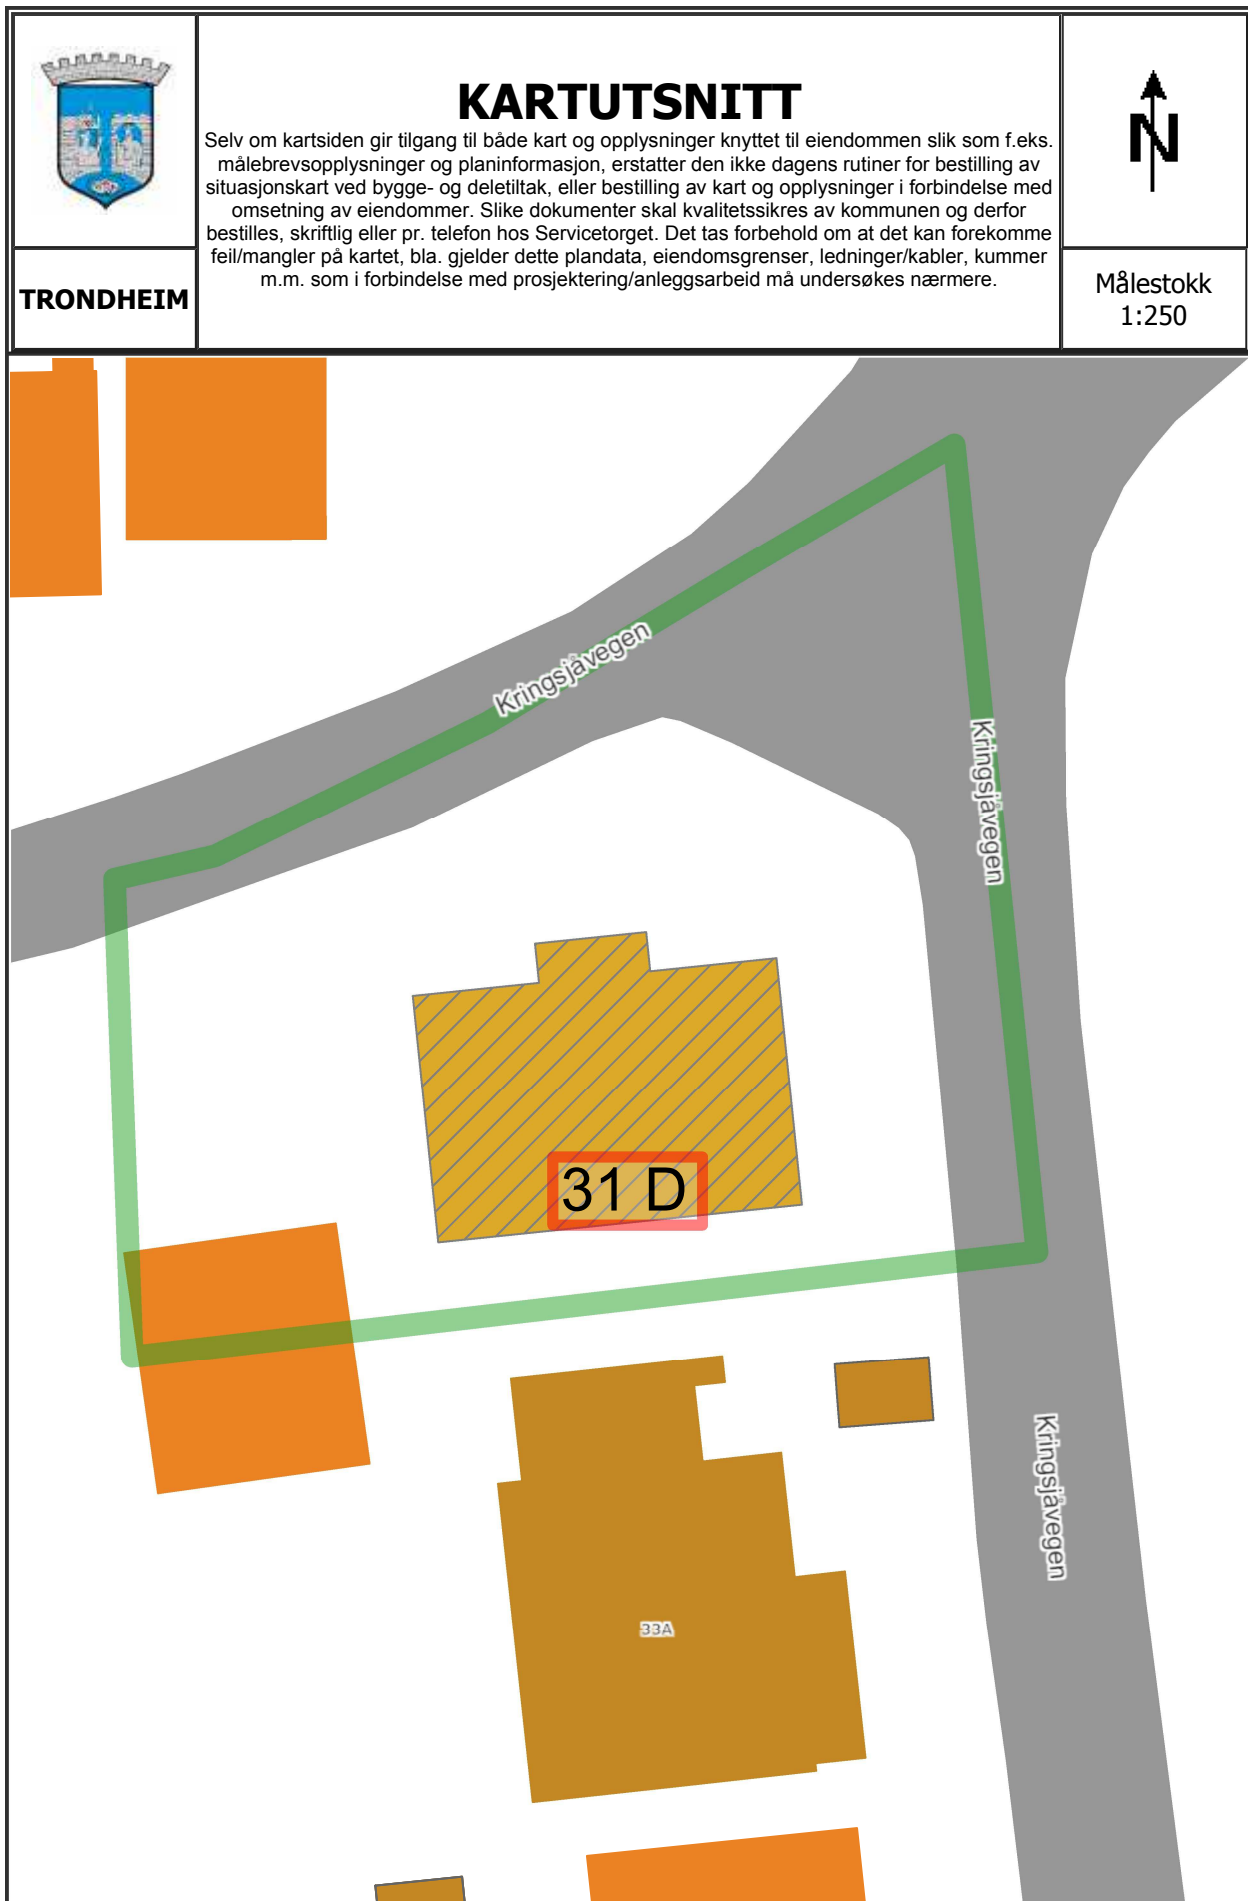 KARTUTSNITT
Selv om kartsiden gir tilgang til både kart og opplysninger knyttet til eiendommen slik som f.eks.
målebrevsopplysninger og planinformasjon, erstatter den ikke dagens rutiner for bestilling av
situasjonskart ved bygge- og deletiltak, eller bestilling av kart og opplysninger i forbindelse med
omsetning av eiendommer. Slike dokumenter skal kvalitetssikres av kommunen og derfor
bestilles, skriftlig eller pr. telefon hos Servicetorget. Det tas forbehold om at det kan forekomme
feil/mangler på kartet, bla. gjelder dette plandata, eiendomsgrenser, ledninger/kabler, kummer
m.m. som i forbindelse med prosjektering/anleggsarbeid må undersøkes nærmere.
N
TRONDHEIM
Målestokk
1:250
Kringsjåvegen
Kringsjåvegen
31 D
Kringsjåvegen
33A